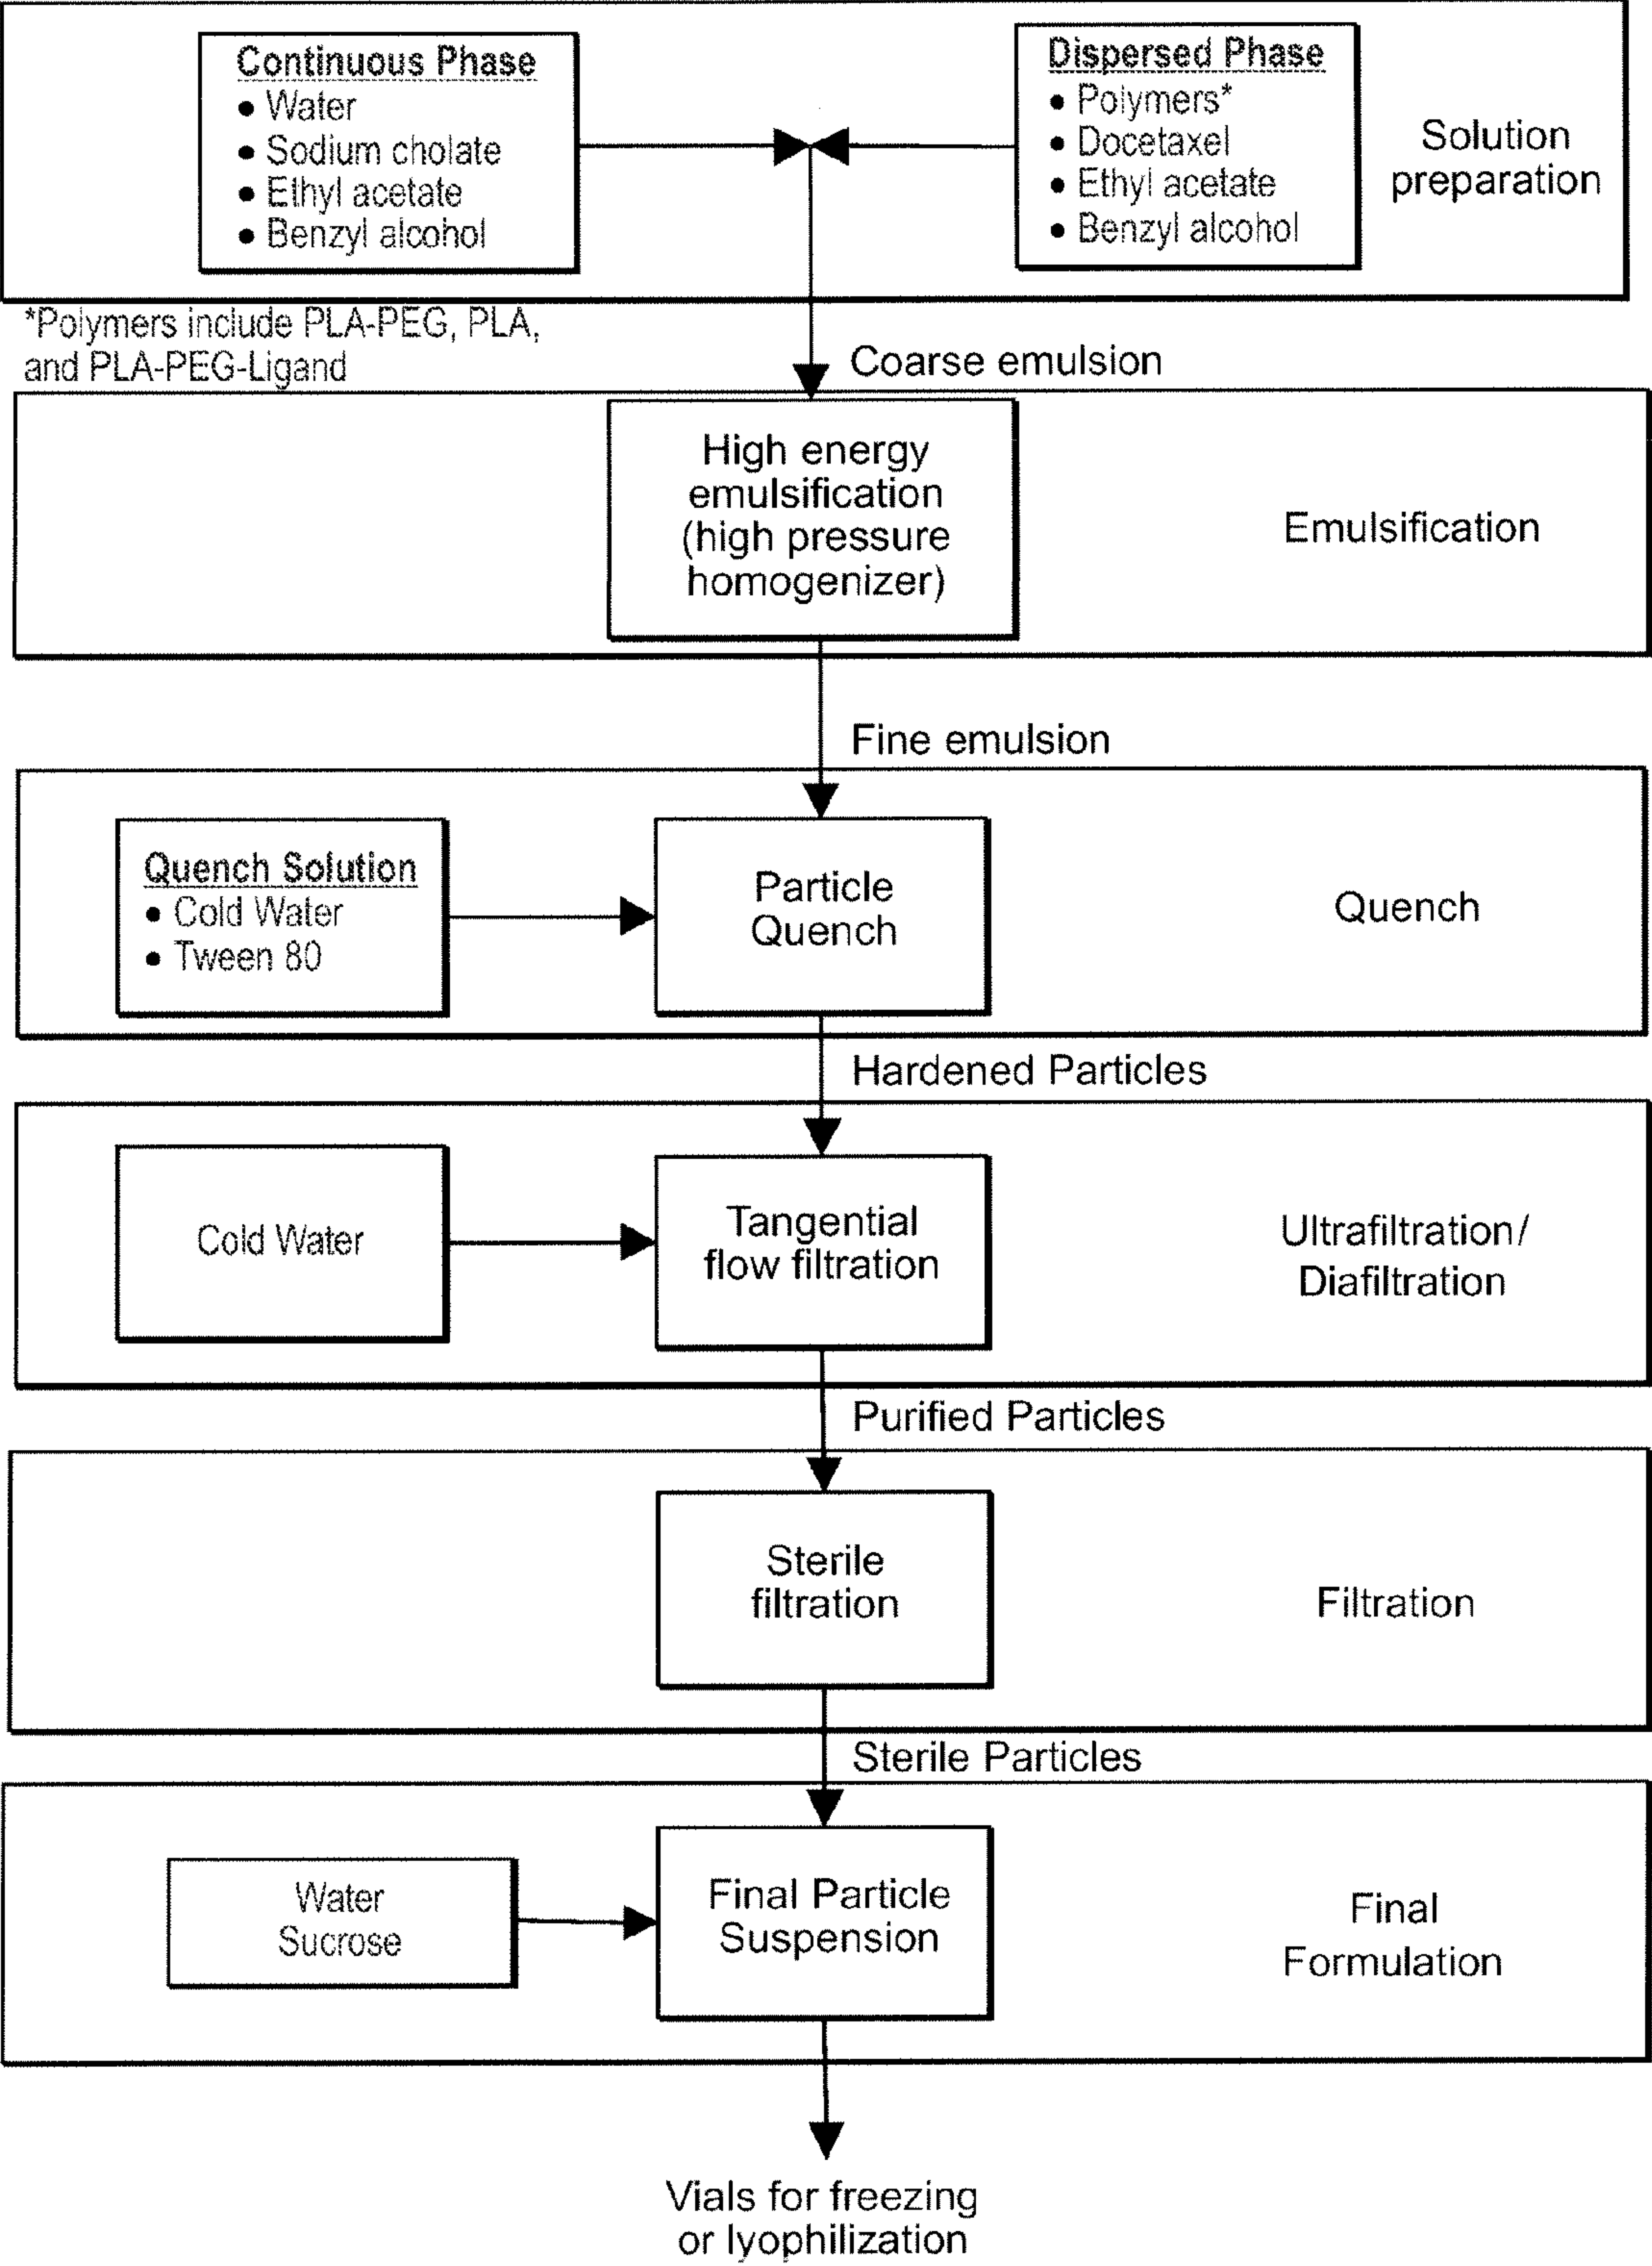 Continuous Phase
• Water
• Sodium cholate
• Ethyl acetate
• Benzyl alcohol
Dispersed Phase
• Polymers*
• Docetaxel
• Ethyl acetate
• Benzyl alcohol
Solution
preparation
*Polymers include PLA-PEG, PLA,
and PLA-PEG-Ligand
Coarse emulsion
High energy
emulsification
(high pressure
homogenizer)
Emulsification
Fine emulsion
Quench Solution
• Cold Water
• Tween 80
Particle
Quench
Quench
Hardened Particles
Cold Water
Tangential
flow filtration
Ultrafiltration/
Diafiltration
Purified Particles
Sterile
filtration
Filtration
Sterile Particles
Water
Sucrose
Final Particle
Suspension
Final
Formulation
Vials for freezing
or lyophilization